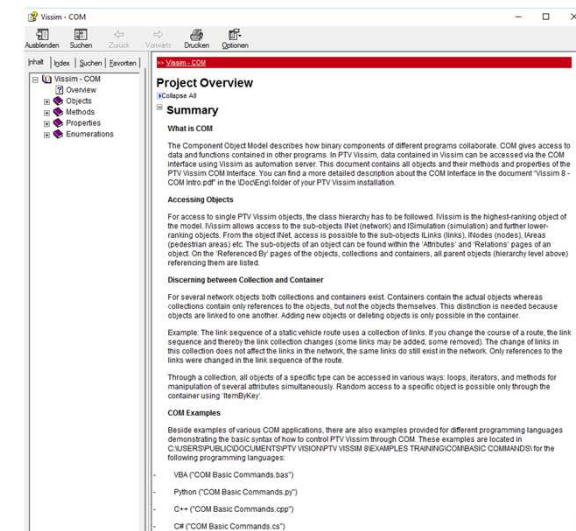 Vissim - COM
Ausblenden Suchen Zurück Vorwärts Drucken Optionen
Inhalt Index Suchen Favoriten
Vissim - COM
Overview
Objects
Methods
Properties
Enumerations
>> Vissim - COM
Project Overview
Collapse All
Summary
What is COM
The Component Object Model describes how binary components of different programs collaborate. COM gives access to
data and functions contained in other programs. In PTV Vissim, data contained in Vissim can be accessed via the COM
interface using Vissim as automation server. This document contains all objects and their methods and properties of the
PTV Vissim COM Interface. You can find a more detailed description about the COM Interface in the document "Vissim 8 -
COM Intro.pdf" in the \Doc\Eng\ folder of your PTV Vissim installation.
Accessing Objects
For access to single PTV Vissim objects, the class hierarchy has to be followed. IVissim is the highest-ranking object of
the model. IVissim allows access to the sub-objects INet (network) and ISimulation (simulation) and further lower-
ranking objects. From the object INet, access is possible to the sub-objects ILinks (links), INodes (nodes), IAreas
(pedestrian areas) etc. The sub-objects of an object can be found within the 'Attributes' and 'Relations' pages of an
object. On the 'Referenced By' pages of the objects, collections and containers, all parent objects (hierarchy level above)
referencing them are listed.
Discerning between Collection and Container
For several network objects both collections and containers exist. Containers contain the actual objects whereas
collections contain only references to the objects, but not the objects themselves. This distinction is needed because
objects are linked to one another. Adding new objects or deleting objects is only possible in the container.
Example: The link sequence of a static vehicle route uses a collection of links. If you change the course of a route, the link
sequence and thereby the link collection changes (some links may be added, some removed). The change of links in
this collection does not affect the links in the network, the same links do still exist in the network. Only references to the
links were changed in the link sequence of the route.
Through a collection, all objects of a specific type can be accessed in various ways: loops, iterators, and methods for
manipulation of several attributes simultaneously. Random access to a specific object is possible only through the
container using 'ItemByKey'.
COM Examples
Beside examples of various COM applications, there are also examples provided for different programming languages
demonstrating the basic syntax of how to control PTV Vissim through COM. These examples are located in
C:\USERS\PUBLIC\DOCUMENTS\PTV VISION\PTV VISSIM 8\EXAMPLES TRAINING\COM\BASIC COMMANDS\ for the
following programming languages:
- VBA ("COM Basic Commands.bas")
- Python ("COM Basic Commands.py")
- C++ ("COM Basic Commands.cpp")
- C# ("COM Basic Commands.cs")